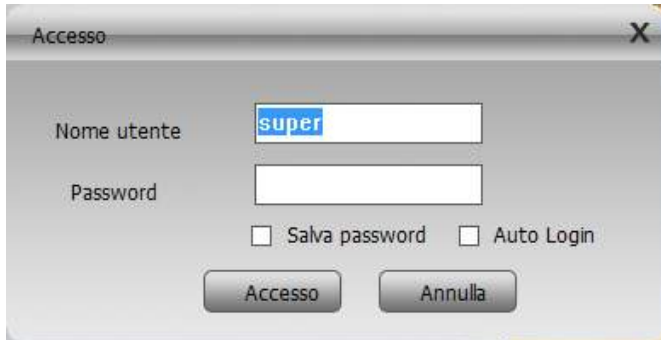 Accesso X
Nome utente super
Password
Salva password Auto Login
Accesso Annulla